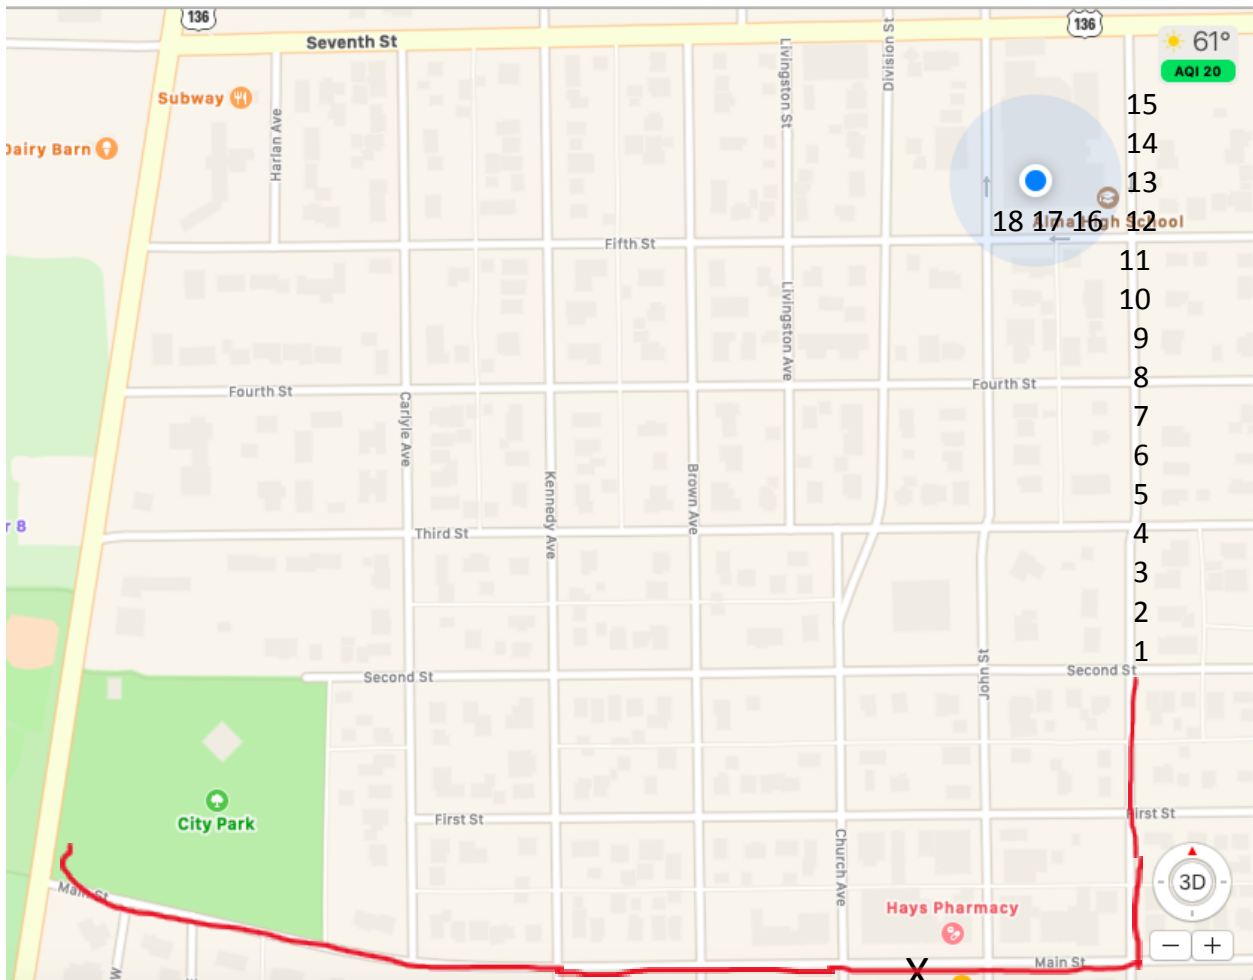 136
136
Seventh St
Division St
Livingston St
61°
AQI 20
Subway
Harlan Ave
Dairy Barn
15
14
13
Alma High School
18 17 16 12
Fifth St
11
10
Livingston Ave
9
8
Fourth St
Fourth St
Carlyle Ave
7
6
Kennedy Ave
Brown Ave
5
r 8
Third St
4
3
2
1
Second St
Second St
John St
City Park
First St
First St
Church Ave
Main St
3D
Hays Pharmacy
Main St
X
W